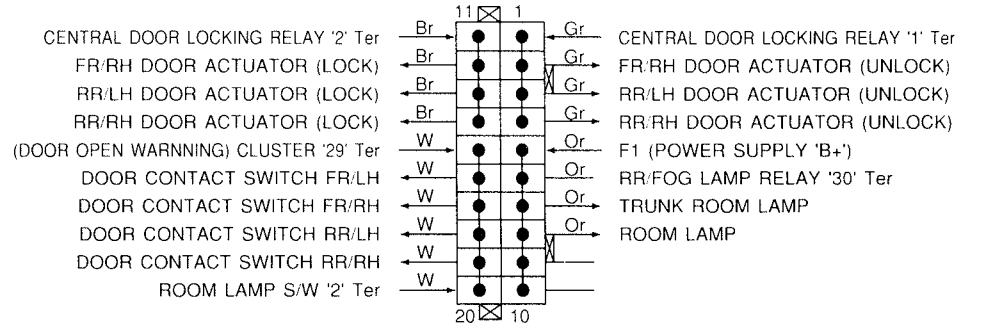 11 1
CENTRAL DOOR LOCKING RELAY '2' Ter Br Gr CENTRAL DOOR LOCKING RELAY '1' Ter
FR/RH DOOR ACTUATOR (LOCK) Br Gr FR/RH DOOR ACTUATOR (UNLOCK)
RR/LH DOOR ACTUATOR (LOCK) Br Gr RR/LH DOOR ACTUATOR (UNLOCK)
RR/RH DOOR ACTUATOR (LOCK) Br Gr RR/RH DOOR ACTUATOR (UNLOCK)
(DOOR OPEN WARNNING) CLUSTER '29' Ter W Or F1 (POWER SUPPLY 'B+')
DOOR CONTACT SWITCH FR/LH W Or RR/FOG LAMP RELAY '30' Ter
DOOR CONTACT SWITCH FR/RH W Or TRUNK ROOM LAMP
DOOR CONTACT SWITCH RR/LH W Or ROOM LAMP
DOOR CONTACT SWITCH RR/RH W
ROOM LAMP S/W '2' Ter W
20 10